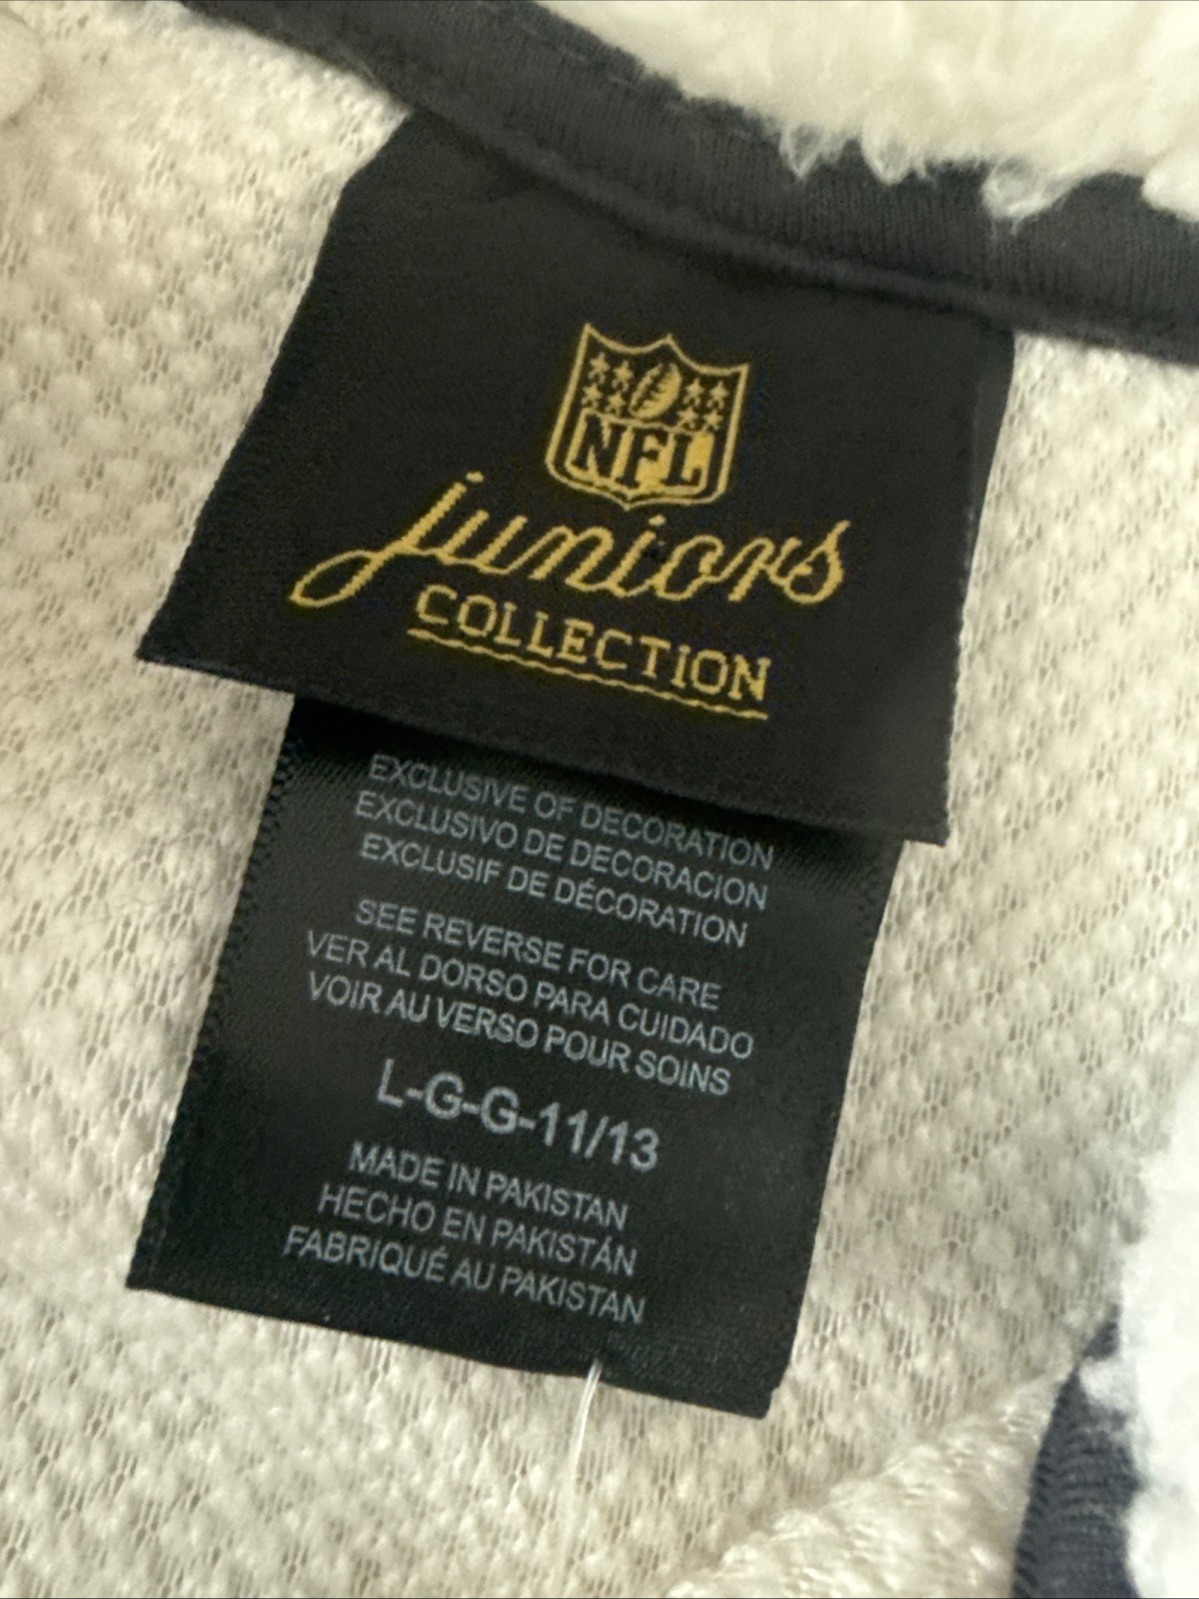 NFL
juniors
COLLECTION
EXCLUSIVE OF DECORATION
EXCLUSIVO DE DECORACION
EXCLUSIF DE DÉCORATION
SEE REVERSE FOR CARE
VER AL DORSO PARA CUIDADO
VOIR AU VERSO POUR SOINS
L-G-G-11/13
MADE IN PAKISTAN
HECHO EN PAKISTÁN
FABRIQUÉ AU PAKISTAN